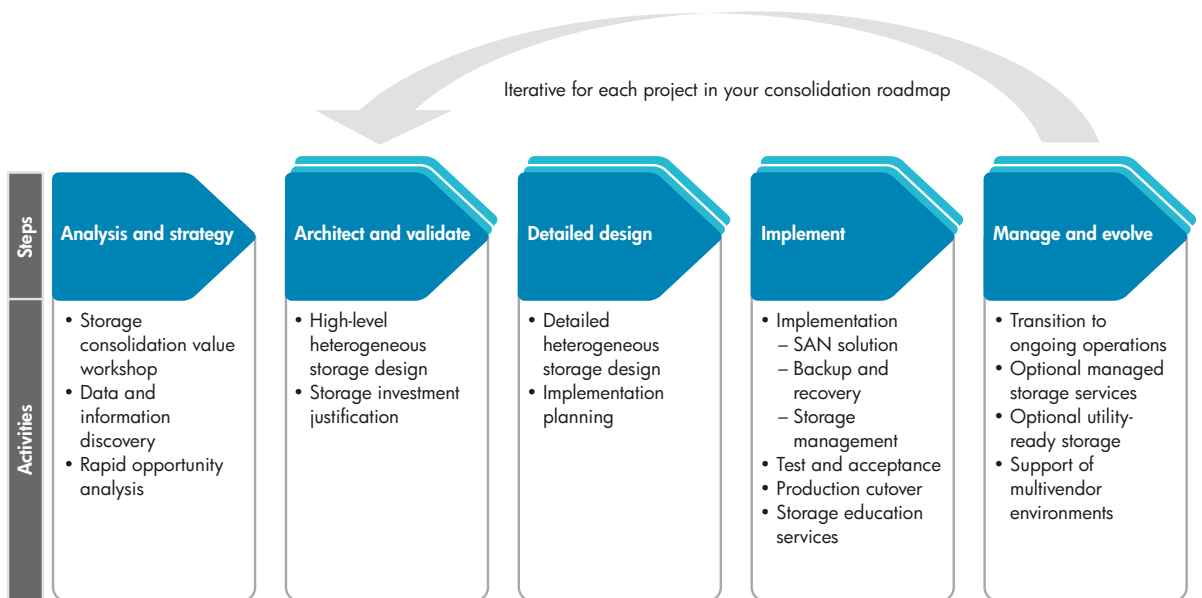 Iterative for each project in your consolidation roadmap
Steps
Analysis and strategy
Architect and validate
Detailed design
Implement
Manage and evolve
Activities
• Storage
consolidation value
workshop
• Data and
information
discovery
• Rapid opportunity
analysis
• High-level
heterogeneous
storage design
• Storage investment
justification
• Detailed
heterogeneous
storage design
• Implementation
planning
• Implementation
– SAN solution
– Backup and
recovery
– Storage
management
• Test and acceptance
• Production cutover
• Storage education
services
• Transition to
ongoing operations
• Optional managed
storage services
• Optional utility-
ready storage
• Support of
multivendor
environments